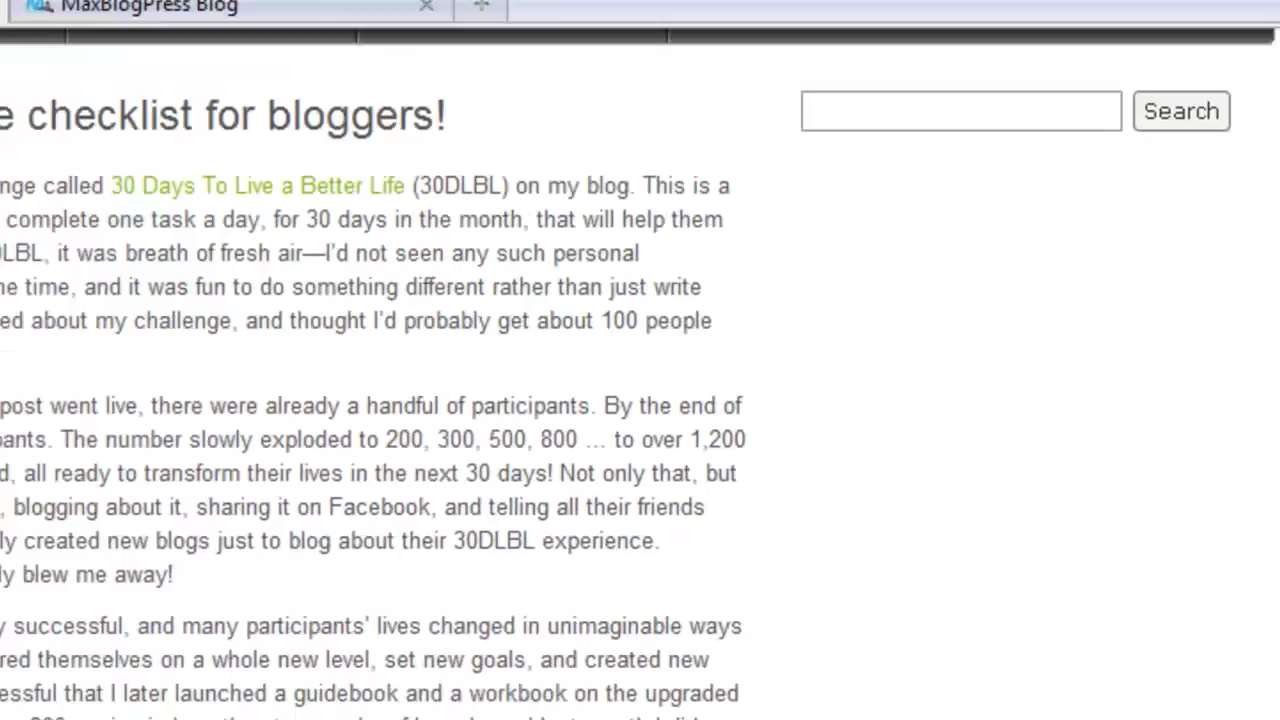 MaxBlogPress Blog
e checklist for bloggers!
Search
nge called 30 Days To Live a Better Life (30DLBL) on my blog. This is a
complete one task a day, for 30 days in the month, that will help them
LBL, it was breath of fresh air—I'd not seen any such personal
ne time, and it was fun to do something different rather than just write
ed about my challenge, and thought I'd probably get about 100 people
post went live, there were already a handful of participants. By the end of
pants. The number slowly exploded to 200, 300, 500, 800 ... to over 1,200
d, all ready to transform their lives in the next 30 days! Not only that, but
, blogging about it, sharing it on Facebook, and telling all their friends
ly created new blogs just to blog about their 30DLBL experience.
ly blew me away!
y successful, and many participants' lives changed in unimaginable ways
red themselves on a whole new level, set new goals, and created new
essful that I later launched a guidebook and a workbook on the upgraded